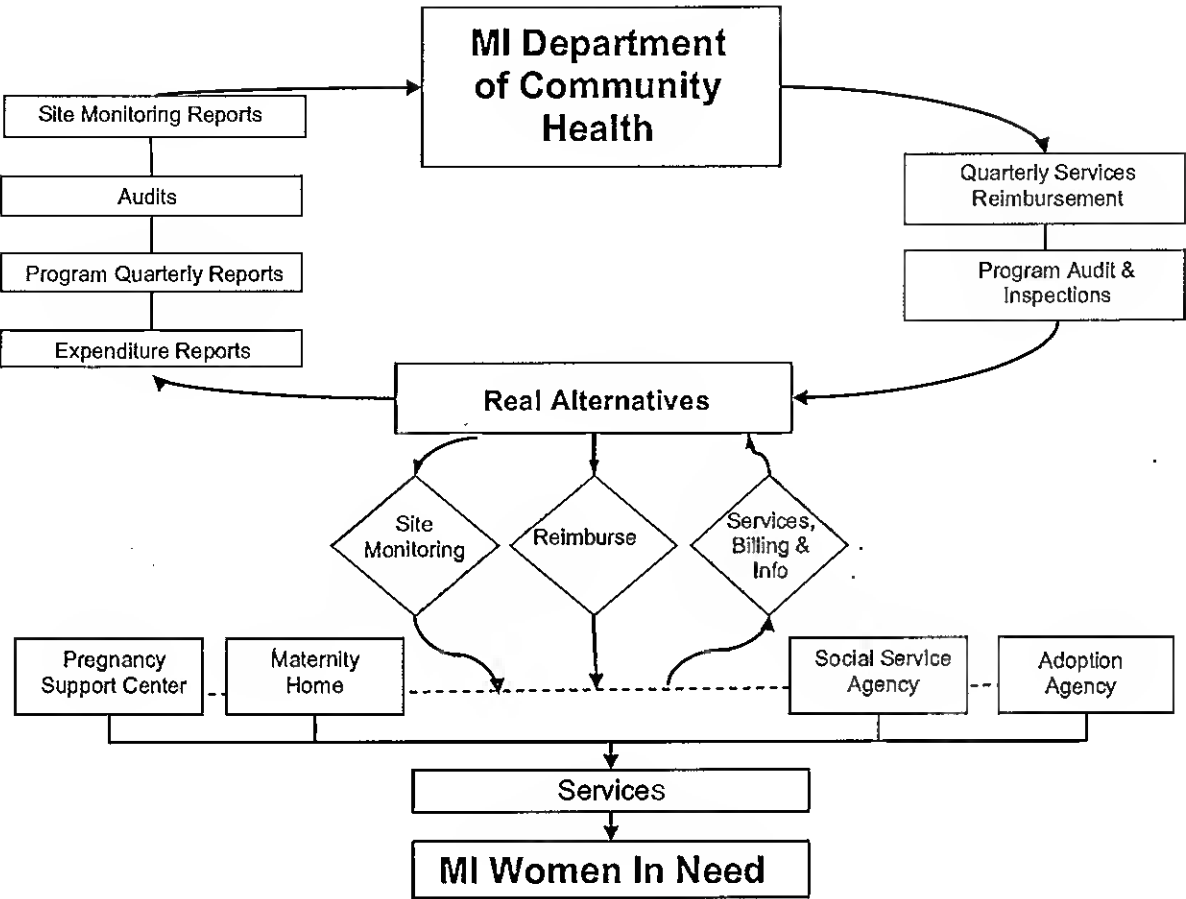 MI Department
of Community
Health
Site Monitoring Reports
Audits
Program Quarterly Reports
Expenditure Reports
Quarterly Services
Reimbursement
Program Audit &
Inspections
Real Alternatives
Site
Monitoring
Reimburse
Services,
Billing &
Info
Pregnancy
Support Center
Maternity
Home
Social Service
Agency
Adoption
Agency
Services
MI Women In Need